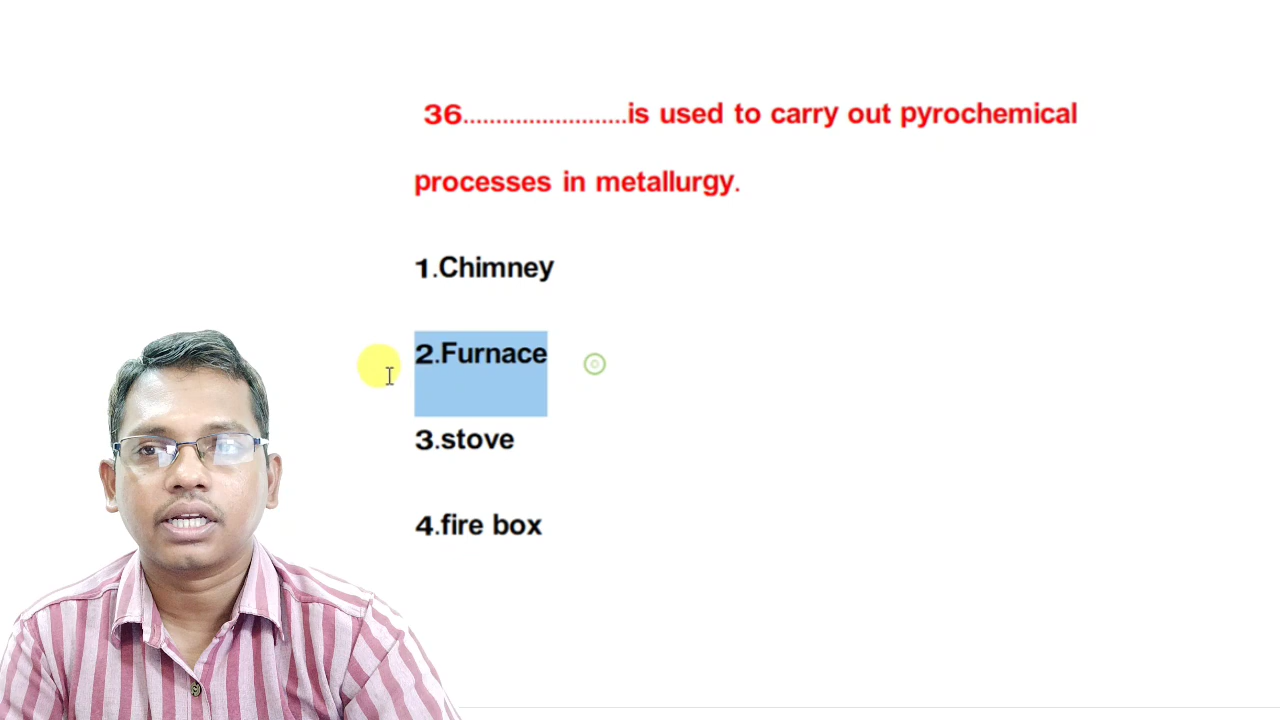 36.........................is used to carry out pyrochemical
processes in metallurgy.
1.Chimney
2.Furnace
3.stove
4.fire box